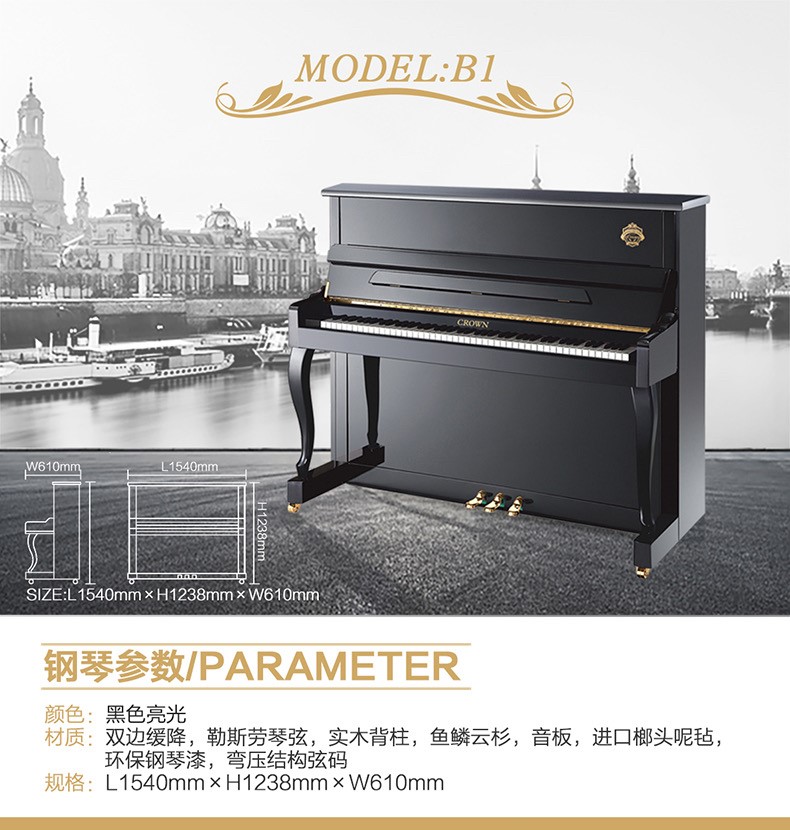 MODEL:B1
CROWN
W610mm
L1540mm
H1238mm
SIZE:L1540mm×H1238mm×W610mm
钢琴参数/PARAMETER
颜色：黑色亮光
材质：双边缓降，勒斯劳琴弦，实木背柱，鱼鳞云杉，音板，进口榔头呢毡，
环保钢琴漆，弯压结构弦码
规格：L1540mm×H1238mm×W610mm